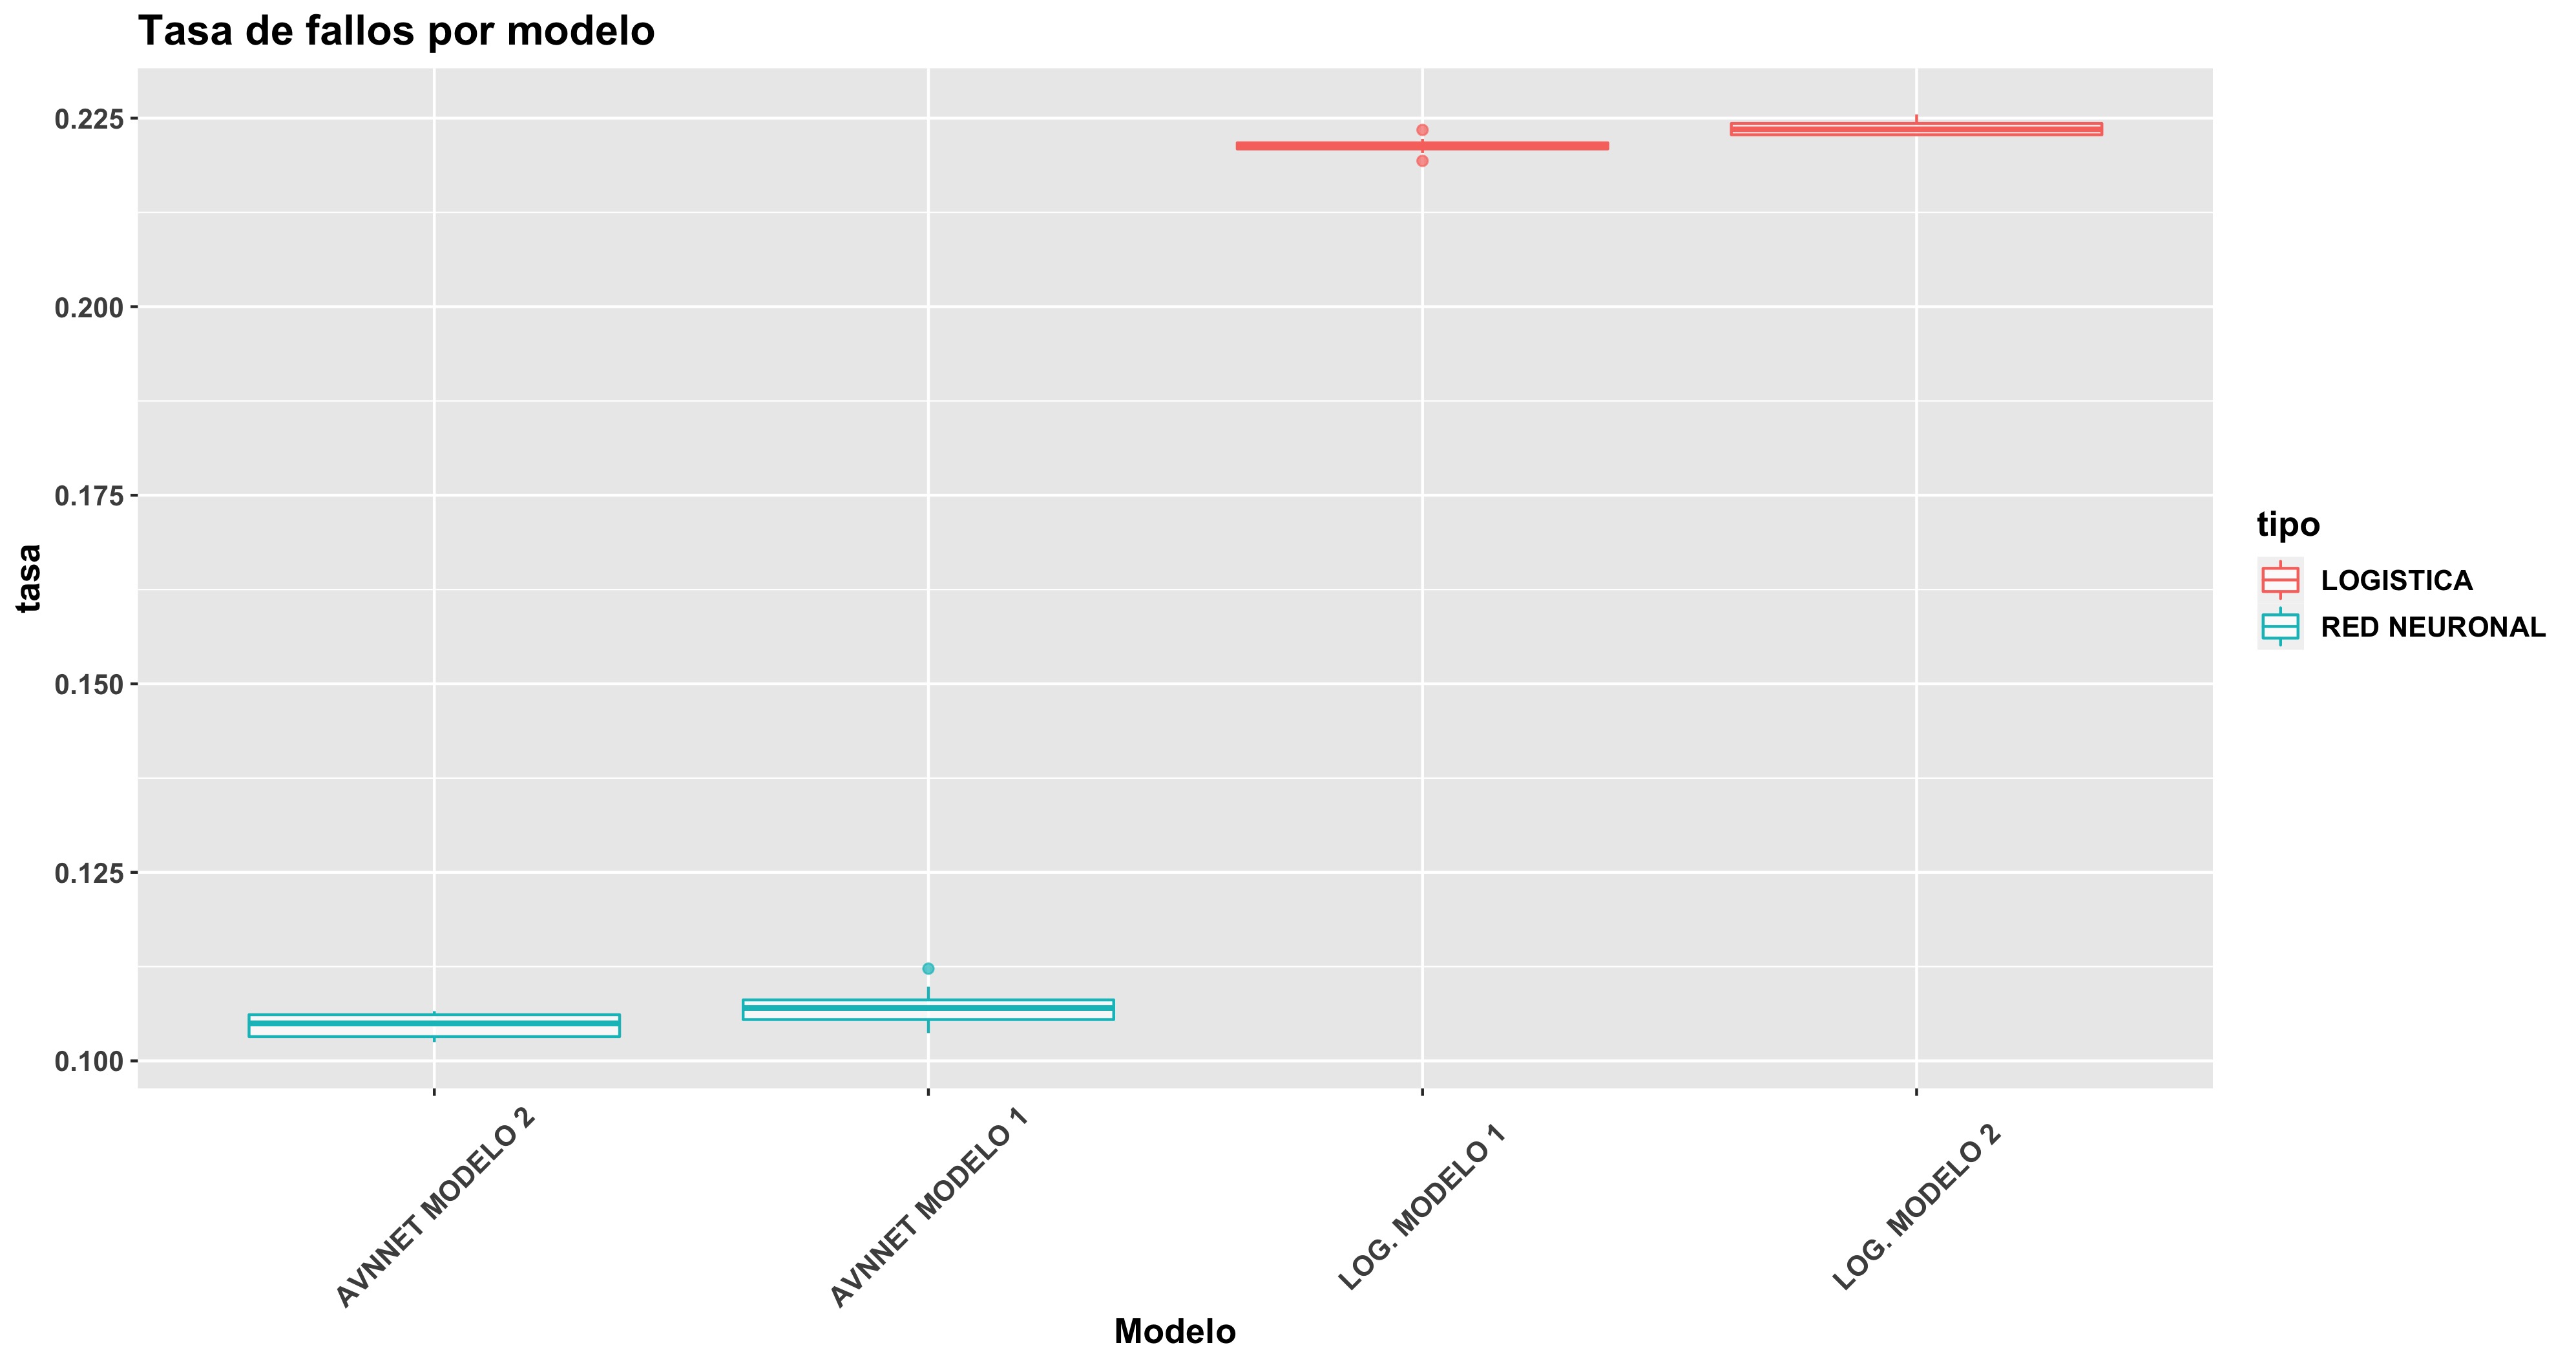 Tasa de fallos por modelo
0.225
0.200
0.175
0.150
0.125
0.100
tasa
AVNNET MODELO 2
AVNNET MODELO 1
LOG. MODELO 1
LOG. MODELO 2
Modelo
tipo
LOGISTICA
RED NEURONAL